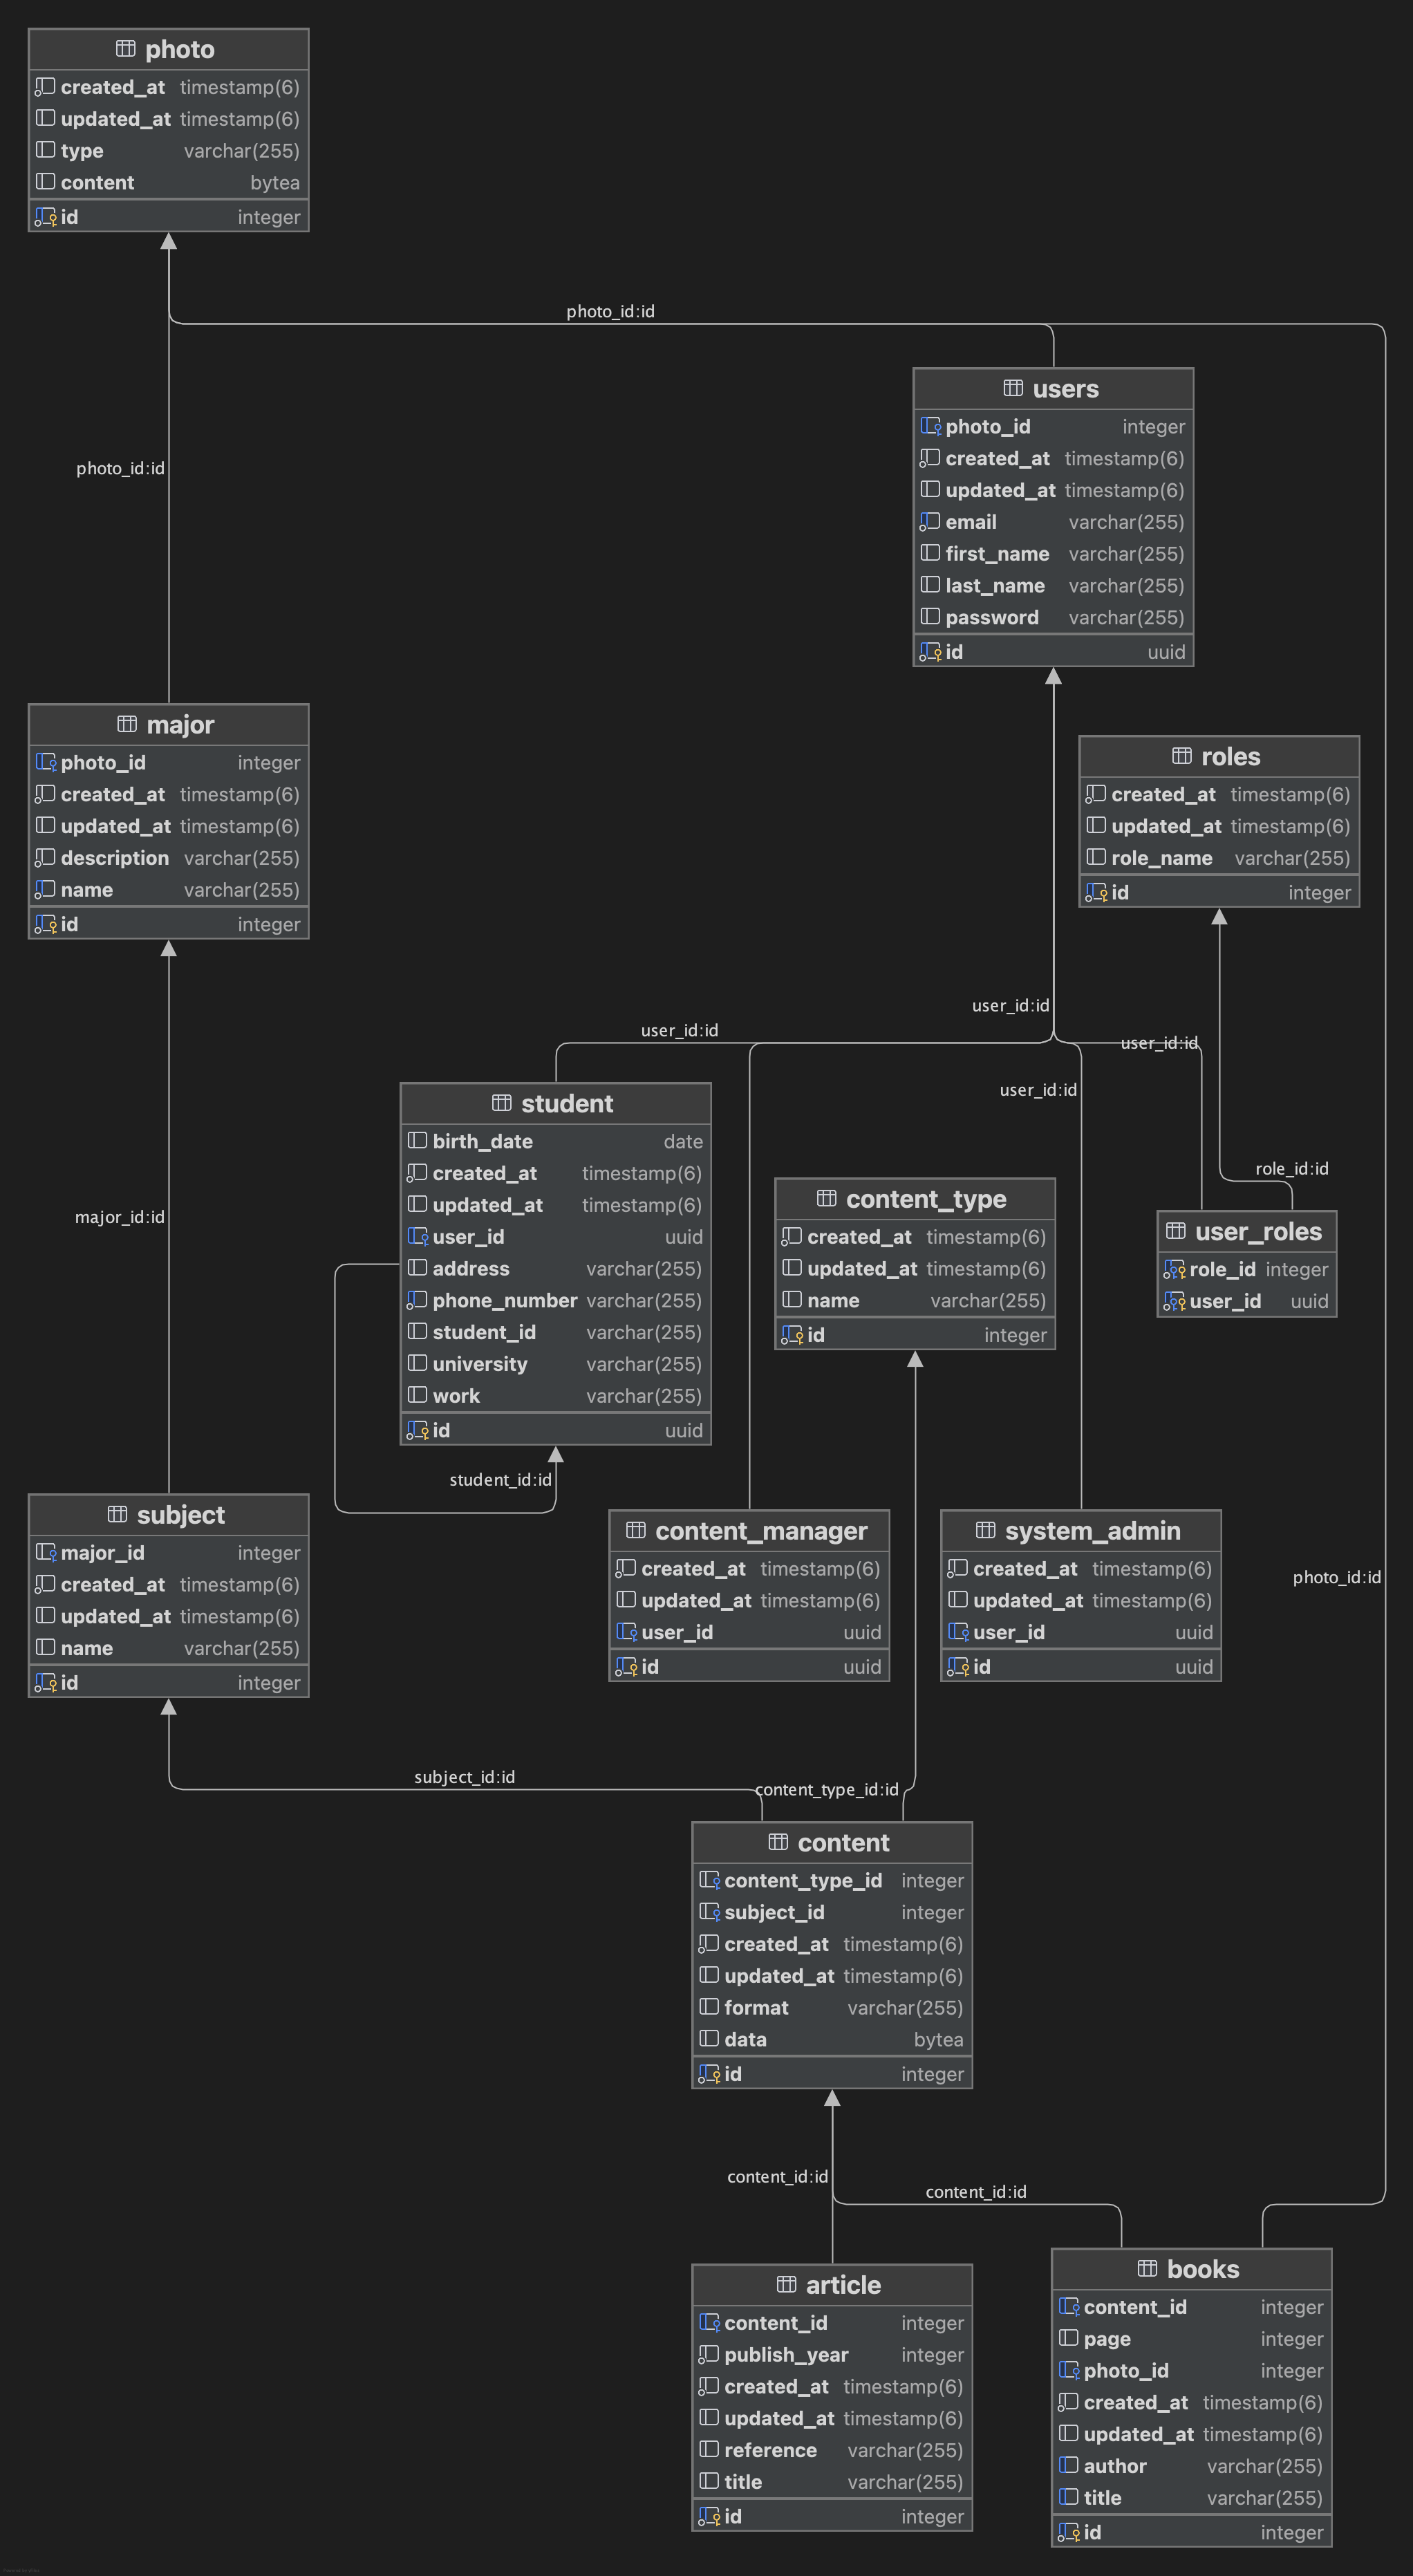 photo
created_at timestamp(6)
updated_at timestamp(6)
type varchar(255)
content bytea
id integer
photo_id:id
users
photo_id integer
created_at timestamp(6)
updated_at timestamp(6)
email varchar(255)
first_name varchar(255)
last_name varchar(255)
password varchar(255)
id uuid
photo_id:id
major
photo_id integer
created_at timestamp(6)
updated_at timestamp(6)
description varchar(255)
name varchar(255)
id integer
roles
created_at timestamp(6)
updated_at timestamp(6)
role_name varchar(255)
id integer
user_id:id
user_id:id
user_id:id
user_id:id
role_id:id
student
birth_date date
created_at timestamp(6)
updated_at timestamp(6)
user_id uuid
address varchar(255)
phone_number varchar(255)
student_id varchar(255)
university varchar(255)
work varchar(255)
id uuid
student_id:id
content_type
created_at timestamp(6)
updated_at timestamp(6)
name varchar(255)
id integer
user_roles
role_id integer
user_id uuid
major_id:id
subject
major_id integer
created_at timestamp(6)
updated_at timestamp(6)
name varchar(255)
id integer
content_manager
created_at timestamp(6)
updated_at timestamp(6)
user_id uuid
id uuid
system_admin
created_at timestamp(6)
updated_at timestamp(6)
user_id uuid
id uuid
photo_id:id
subject_id:id
content_type_id:id
content
content_type_id integer
subject_id integer
created_at timestamp(6)
updated_at timestamp(6)
format varchar(255)
data bytea
id integer
content_id:id
content_id:id
article
content_id integer
publish_year integer
created_at timestamp(6)
updated_at timestamp(6)
reference varchar(255)
title varchar(255)
id integer
books
content_id integer
page integer
photo_id integer
created_at timestamp(6)
updated_at timestamp(6)
author varchar(255)
title varchar(255)
id integer